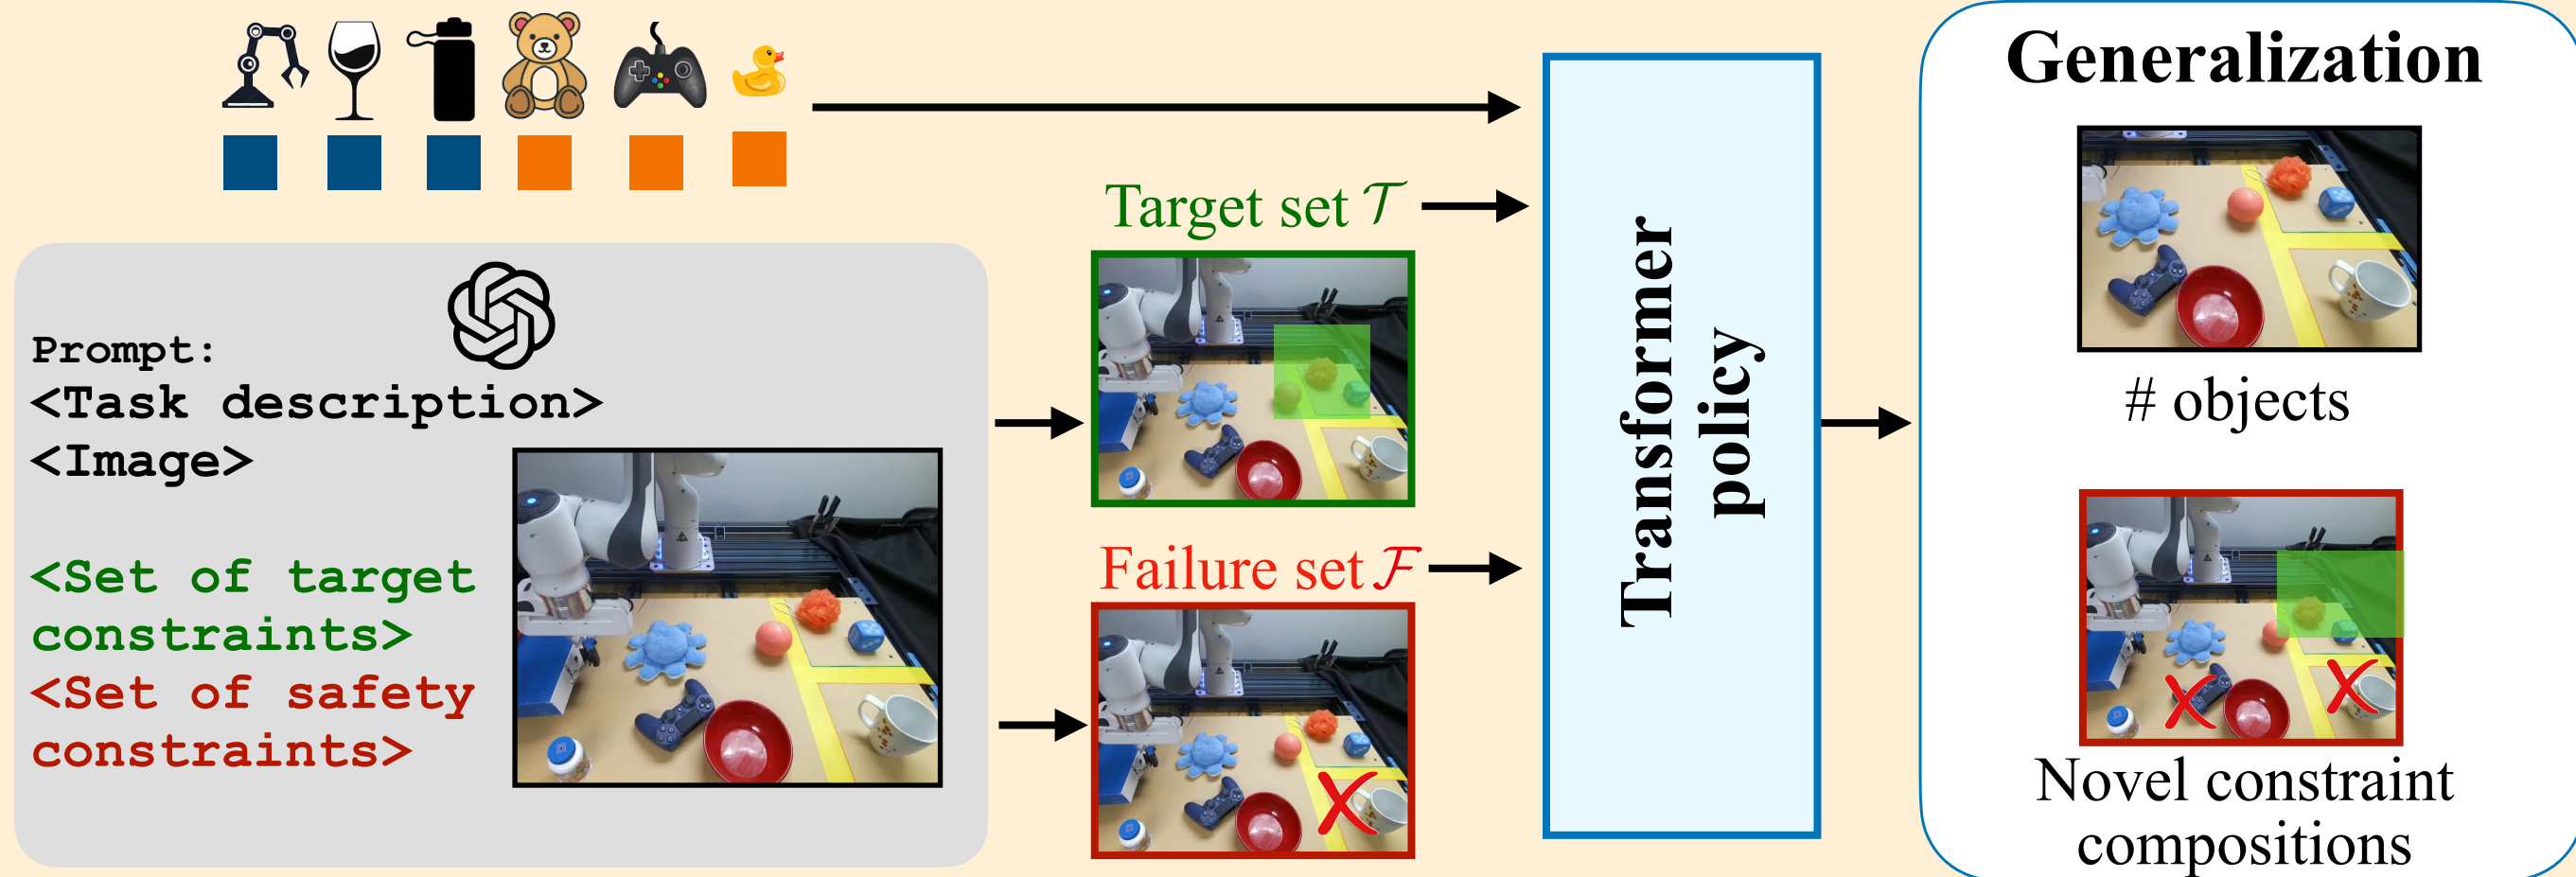 Generalization
Target set 𝒯
Prompt:
<Task description>
<Image>
<Set of target
constraints>
<Set of safety
constraints>
Failure set ℱ
Transformer
policy
# objects
Novel constraint
compositions